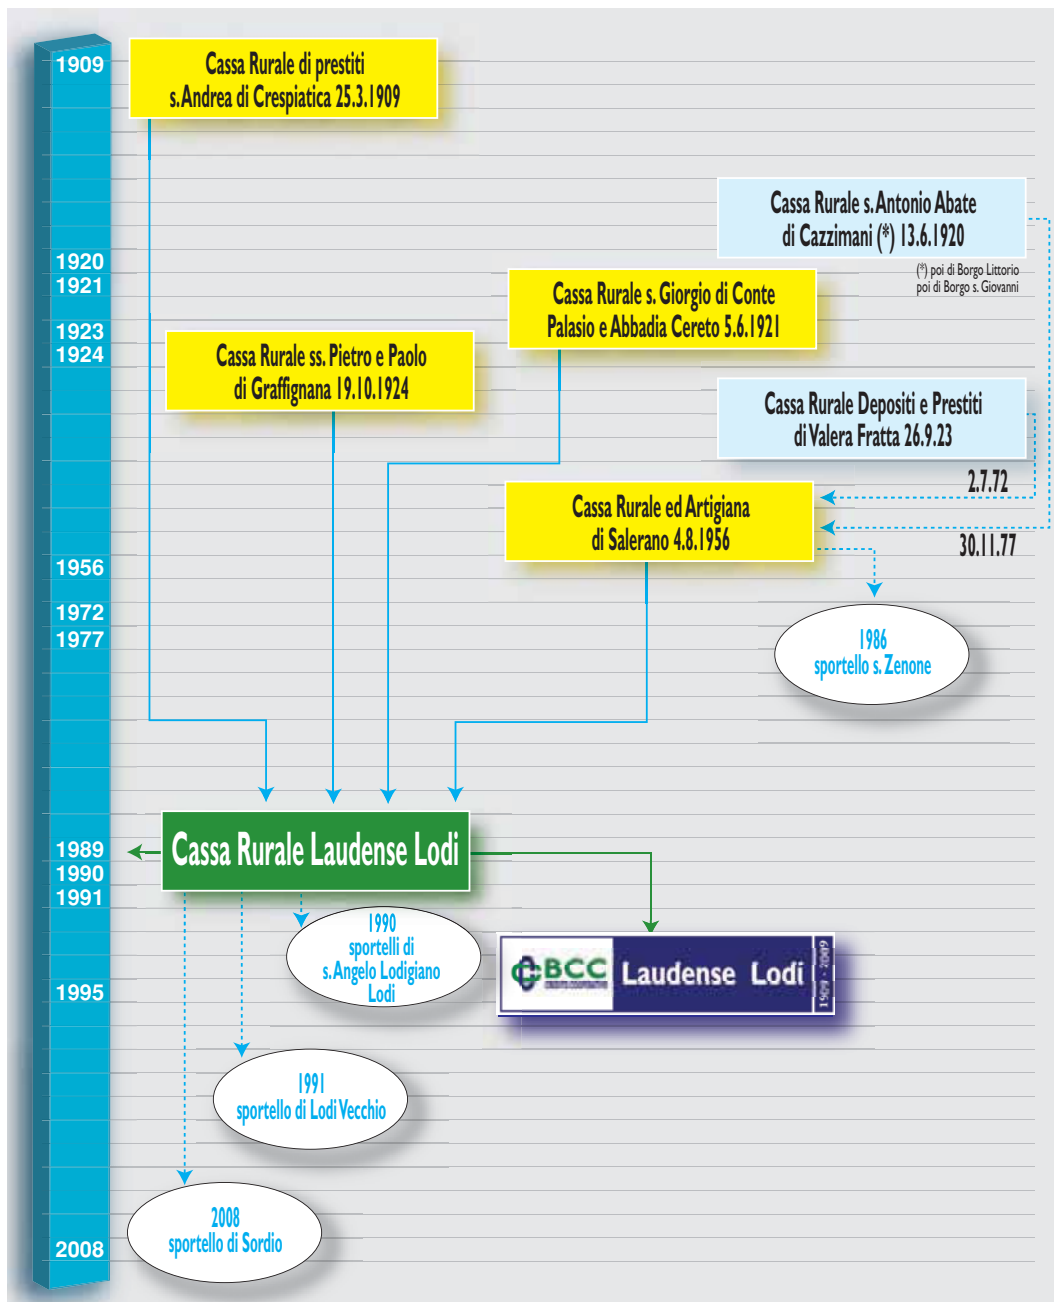 1909
Cassa Rurale di prestiti
s.Andrea di Crespiatica 25.3.1909
Cassa Rurale s. Antonio Abate
di Cazzimani (*) 13.6.1920
(*) poi di Borgo Littorio
poi di Borgo s. Giovanni
1920
1921
Cassa Rurale s. Giorgio di Conte
Palasio e Abbadia Cereto 5.6.1921
1923
1924
Cassa Rurale ss. Pietro e Paolo
di Graffignana 19.10.1924
Cassa Rurale Depositi e Prestiti
di Valera Fratta 26.9.23
2.7.72
Cassa Rurale ed Artigiana
di Salerano 4.8.1956
30.11.77
1956
1972
1977
1986
sportello s. Zenone
Cassa Rurale Laudense Lodi
1989
1990
1991
1990
sportelli di
s.Angelo Lodigiano
Lodi
BCC
Laudense Lodi
1909 - 2009
1995
1991
sportello di Lodi Vecchio
2008
sportello di Sordio
2008